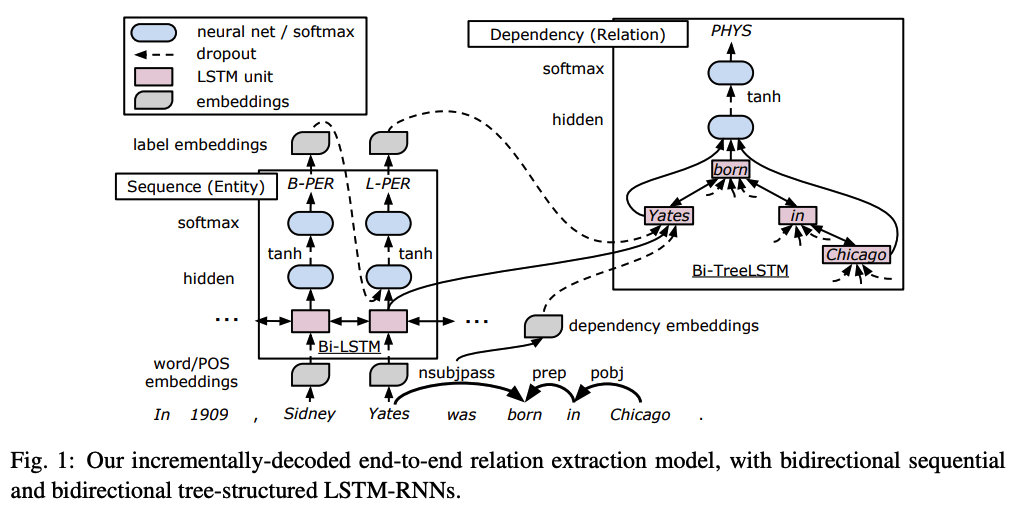 neural net / softmax
dropout
LSTM unit
embeddings
Dependency (Relation)
PHYS
softmax
tanh
hidden
born
Yates
in
Chicago
Bi-TreeLSTM
label embeddings
Sequence (Entity)
B-PER
L-PER
softmax
tanh
tanh
hidden
...
...
Bi-LSTM
dependency embeddings
word/POS
embeddings
nsubjpass
prep
pobj
In 1909 , Sidney Yates was born in Chicago .
Fig. 1: Our incrementally-decoded end-to-end relation extraction model, with bidirectional sequential
and bidirectional tree-structured LSTM-RNNs.